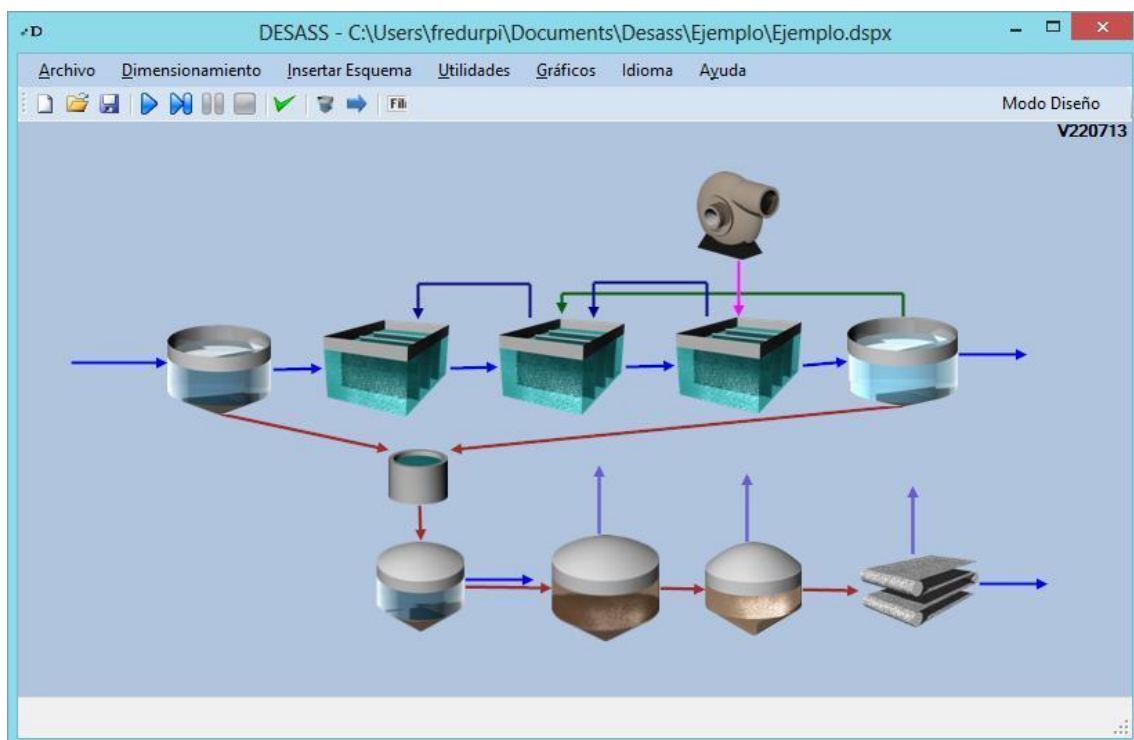 D
DESASS - C:\Users\fredurpi\Documents\Desass\Ejemplo\Ejemplo.dspx
Archivo Dimensionamiento Insertar Esquema Utilidades Gráficos Idioma Ayuda
Modo Diseño
V220713